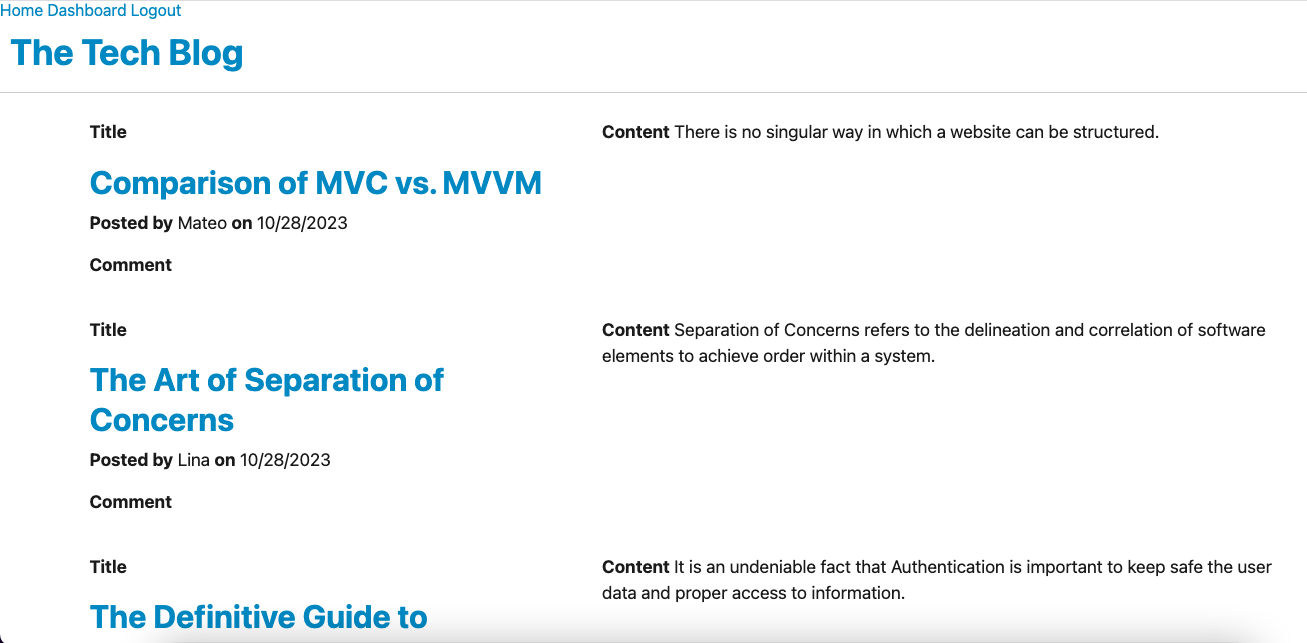 Home Dashboard Logout
The Tech Blog
Title
Content There is no singular way in which a website can be structured.
Comparison of MVC vs. MVVM
Posted by Mateo on 10/28/2023
Comment
Title
Content Separation of Concerns refers to the delineation and correlation of software
elements to achieve order within a system.
The Art of Separation of
Concerns
Posted by Lina on 10/28/2023
Comment
Title
Content It is an undeniable fact that Authentication is important to keep safe the user
data and proper access to information.
The Definitive Guide to